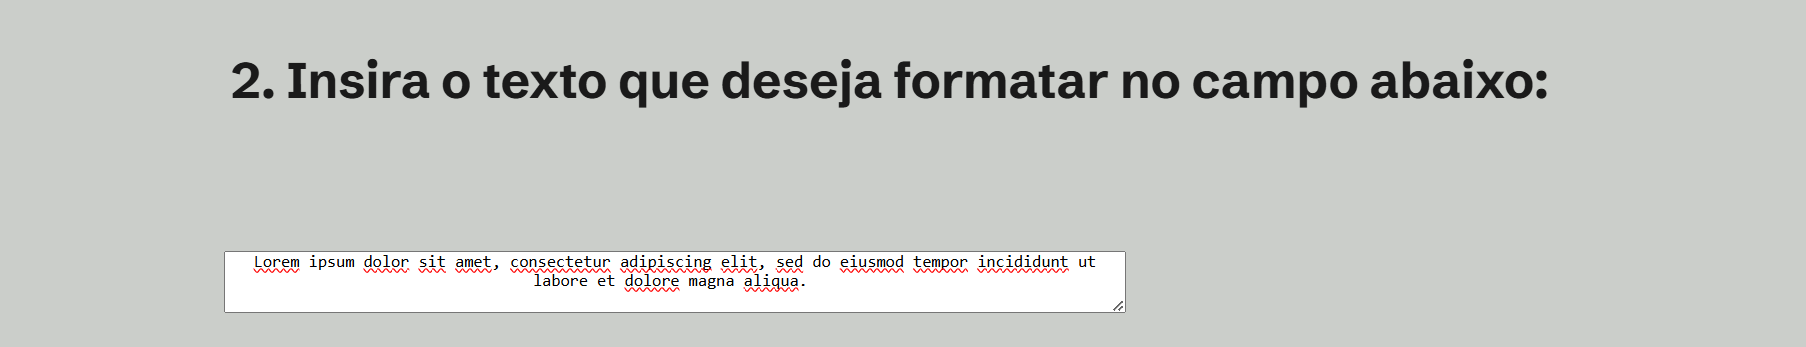 2. Insira o texto que deseja formatar no campo abaixo:
Lorem ipsum dolor sit amet, consectetur adipiscing elit, sed do eiusmod tempor incididunt ut
labore et dolore magna aliqua.